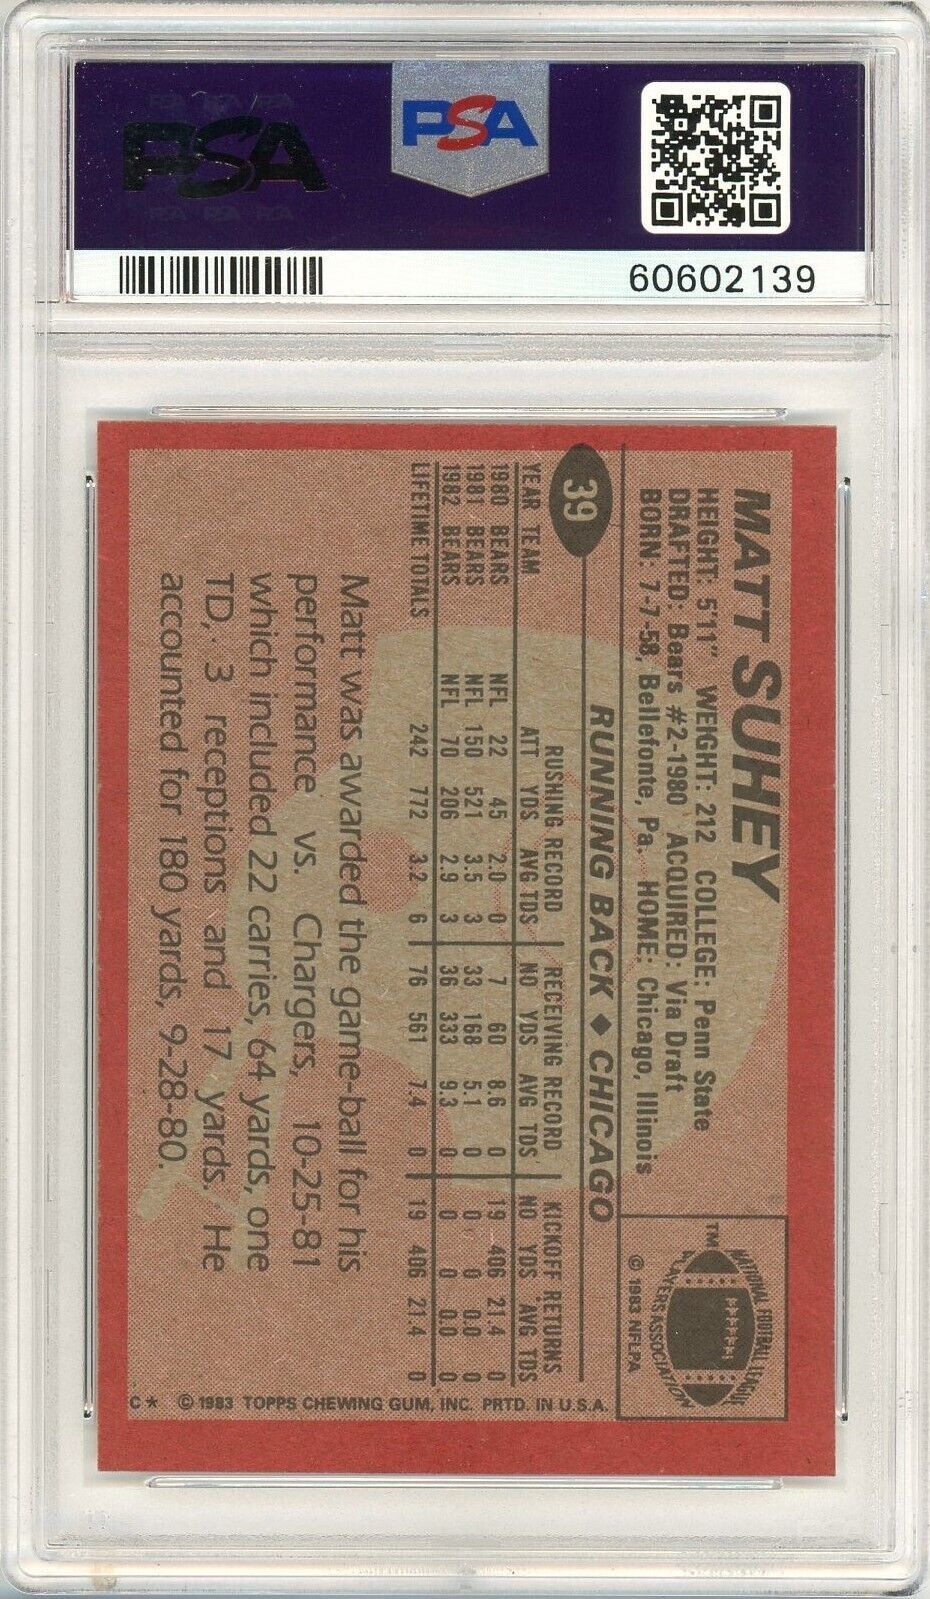 PSA
PSA
60602139
MATT SUHEY
HEIGHT: 5'11" WEIGHT: 212 COLLEGE: Penn State
DRAFTED: Bears #2-1980 ACQUIRED: Via Draft
BORN: 7-7-58, Bellefonte, Pa. HOME: Chicago, Illinois
NATIONAL FOOTBALL LEAGUE
PLAYERS ASSOCIATION
TM
© 1983 NFLPA
39
RUNNING BACK ◆ CHICAGO
RUSHING RECORD RECEIVING RECORD KICKOFF RETURNS
YEAR TEAM ATT YDS AVG TDS NO YDS AVG TDS NO YDS AVG TDS
1980 BEARS NFL 22 45 2.0 0 7 60 8.6 0 19 406 21.4 0
1981 BEARS NFL 150 521 3.5 3 33 168 5.1 0 0 0 0.0 0
1982 BEARS NFL 70 206 2.9 3 36 333 9.3 0 0 0 0.0 0
LIFETIME TOTALS 242 772 3.2 6 76 561 7.4 0 19 406 21.4 0
Matt was awarded the game-ball for his
performance vs. Chargers, 10-25-81
which included 22 carries, 64 yards, one
TD, 3 receptions and 17 yards. He
accounted for 180 yards, 9-28-80.
C* © 1983 TOPPS CHEWING GUM, INC. PRTD. IN U.S.A.